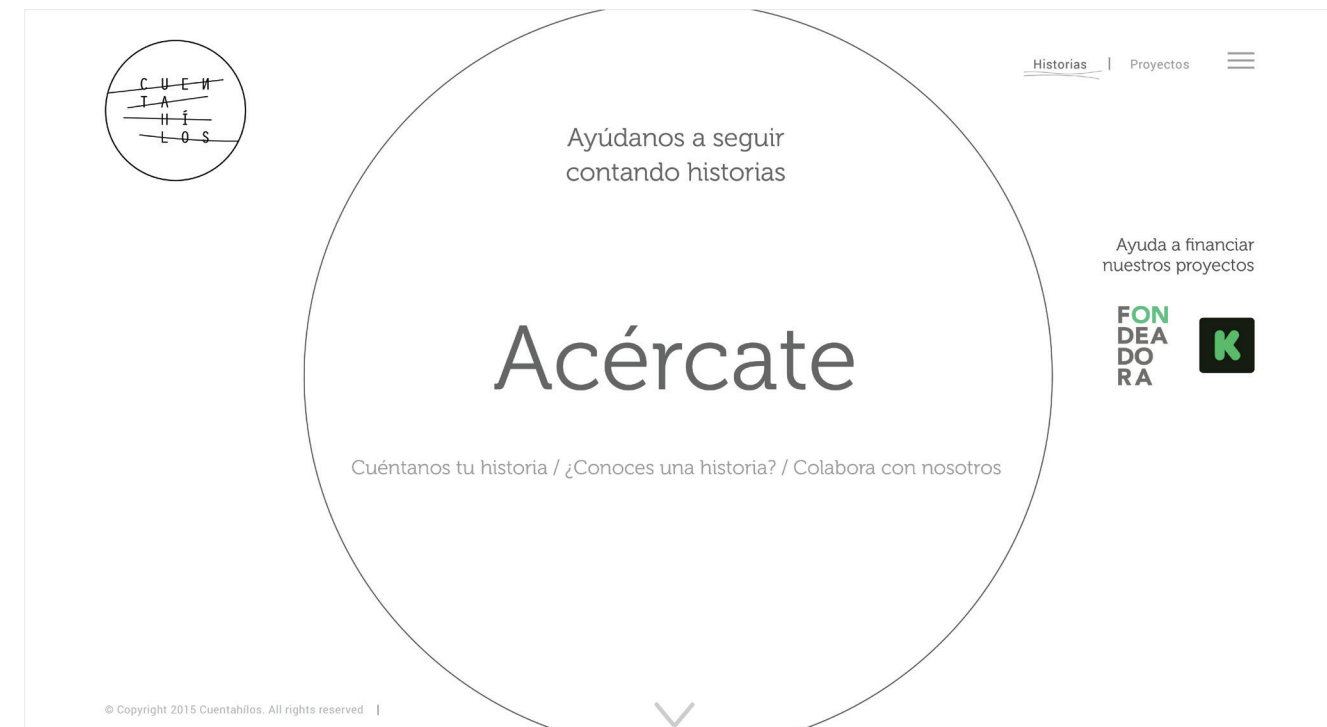 CUEN
TA
HÍ
LOS
Historias | Proyectos
Ayúdanos a seguir
contando historias
Ayuda a financiar
nuestros proyectos
FON
DEA
DO
RA
K
Acércate
Cuéntanos tu historia / ¿Conoces una historia? / Colabora con nosotros
© Copyright 2015 Cuentahílos. All rights reserved |